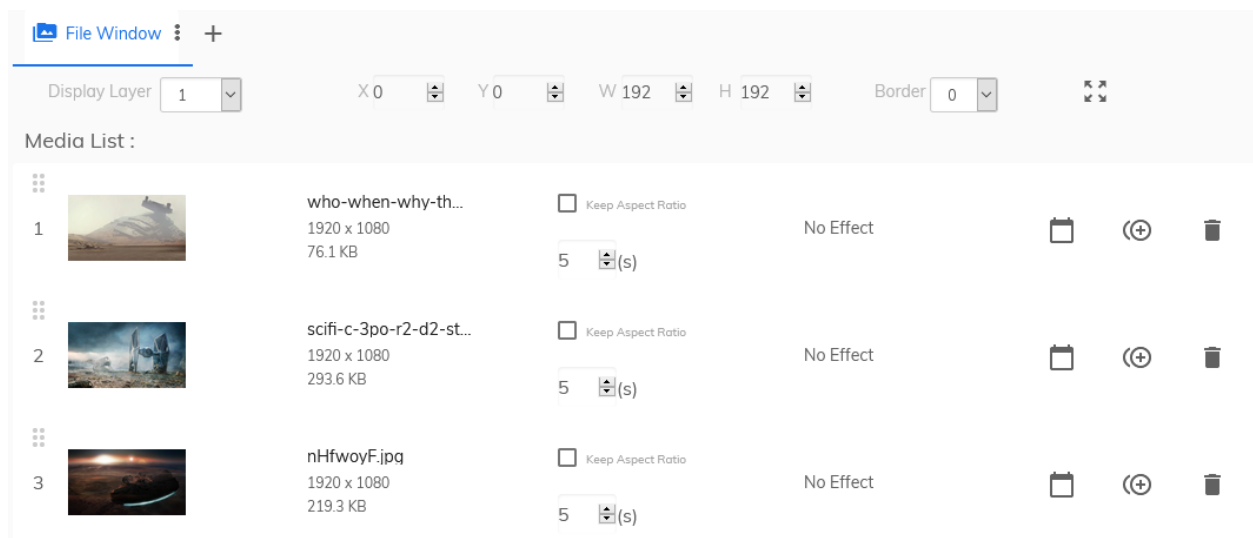 File Window
Display Layer 1 X 0 Y 0 W 192 H 192 Border 0
Media List :
who-when-why-th...
Keep Aspect Ratio
1 1920 x 1080 No Effect
76.1 KB
5 (s)
scifi-c-3po-r2-d2-st...
Keep Aspect Ratio
2 1920 x 1080 No Effect
293.6 KB
5 (s)
nHfwoyF.jpg
Keep Aspect Ratio
3 1920 x 1080 No Effect
219.3 KB
5 (s)